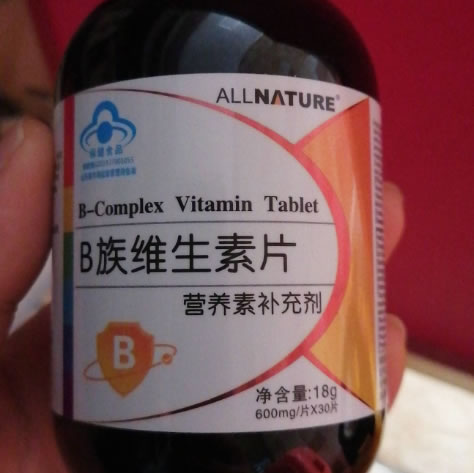 ALLNATURE®
保健食品
B-Complex Vitamin Tablet
B族维生素片
营养素补充剂
B
净含量:18g
600mg/片X30片